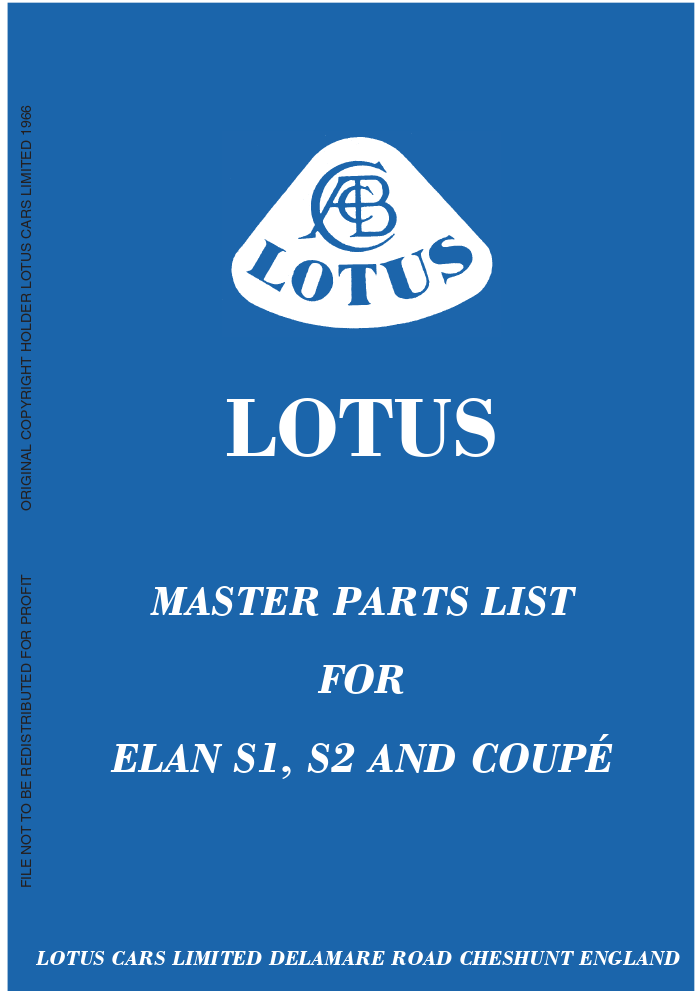 ORIGINAL COPYRIGHT HOLDER LOTUS CARS LIMITED 1966
FILE NOT TO BE REDISTRIBUTED FOR PROFIT
ACBC
LOTUS
LOTUS
MASTER PARTS LIST
FOR
ELAN S1, S2 AND COUPÉ
LOTUS CARS LIMITED DELAMARE ROAD CHESHUNT ENGLAND